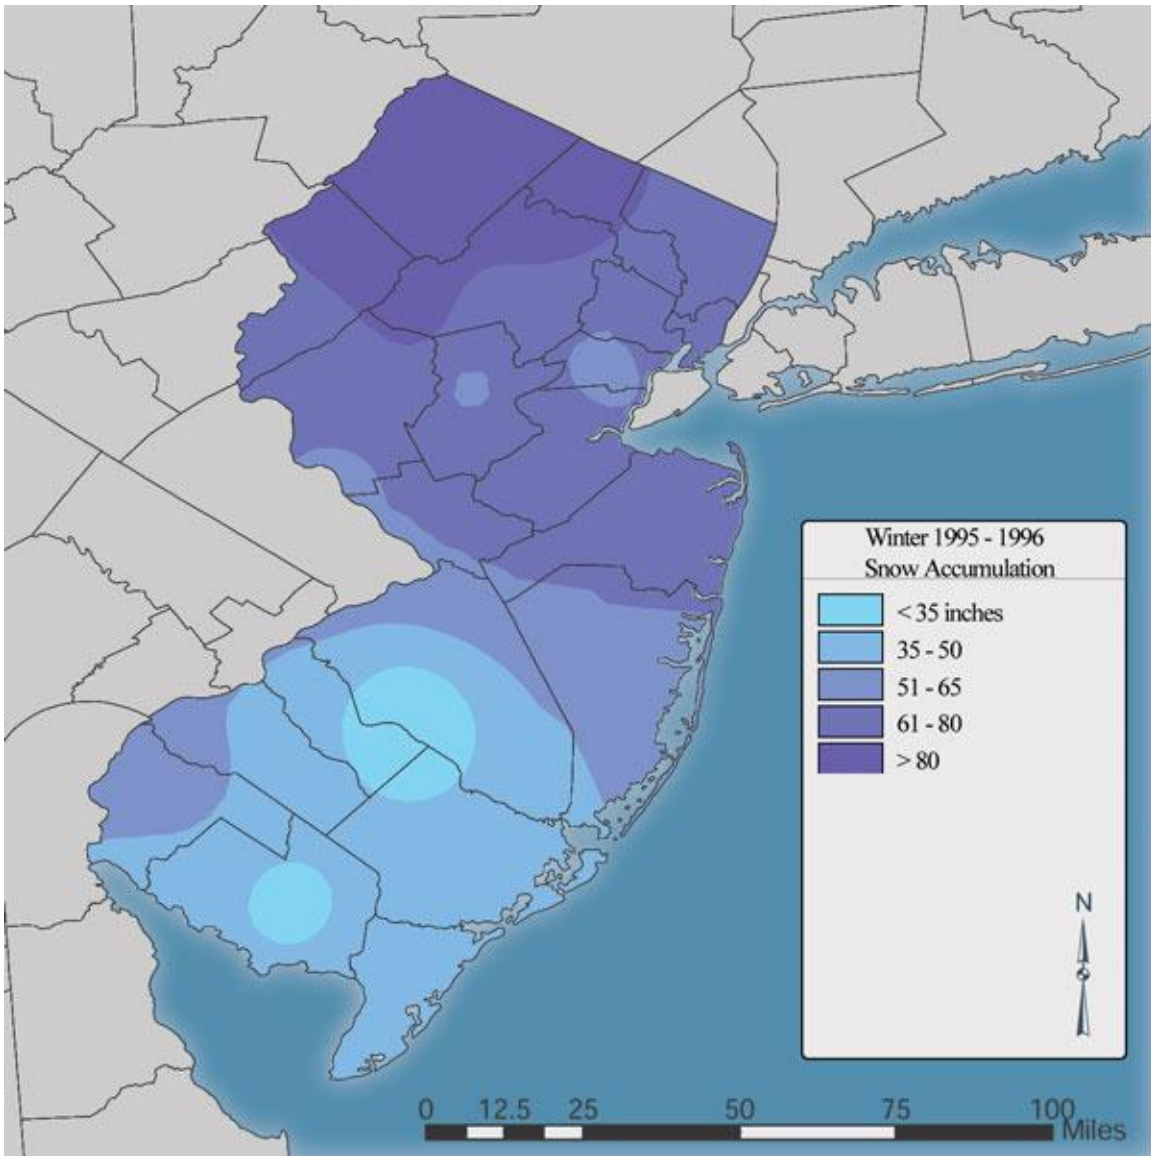 Winter 1995 - 1996
Snow Accumulation
< 35 inches
35 - 50
51 - 65
61 - 80
> 80
N
0 12.5 25 50 75 100
Miles